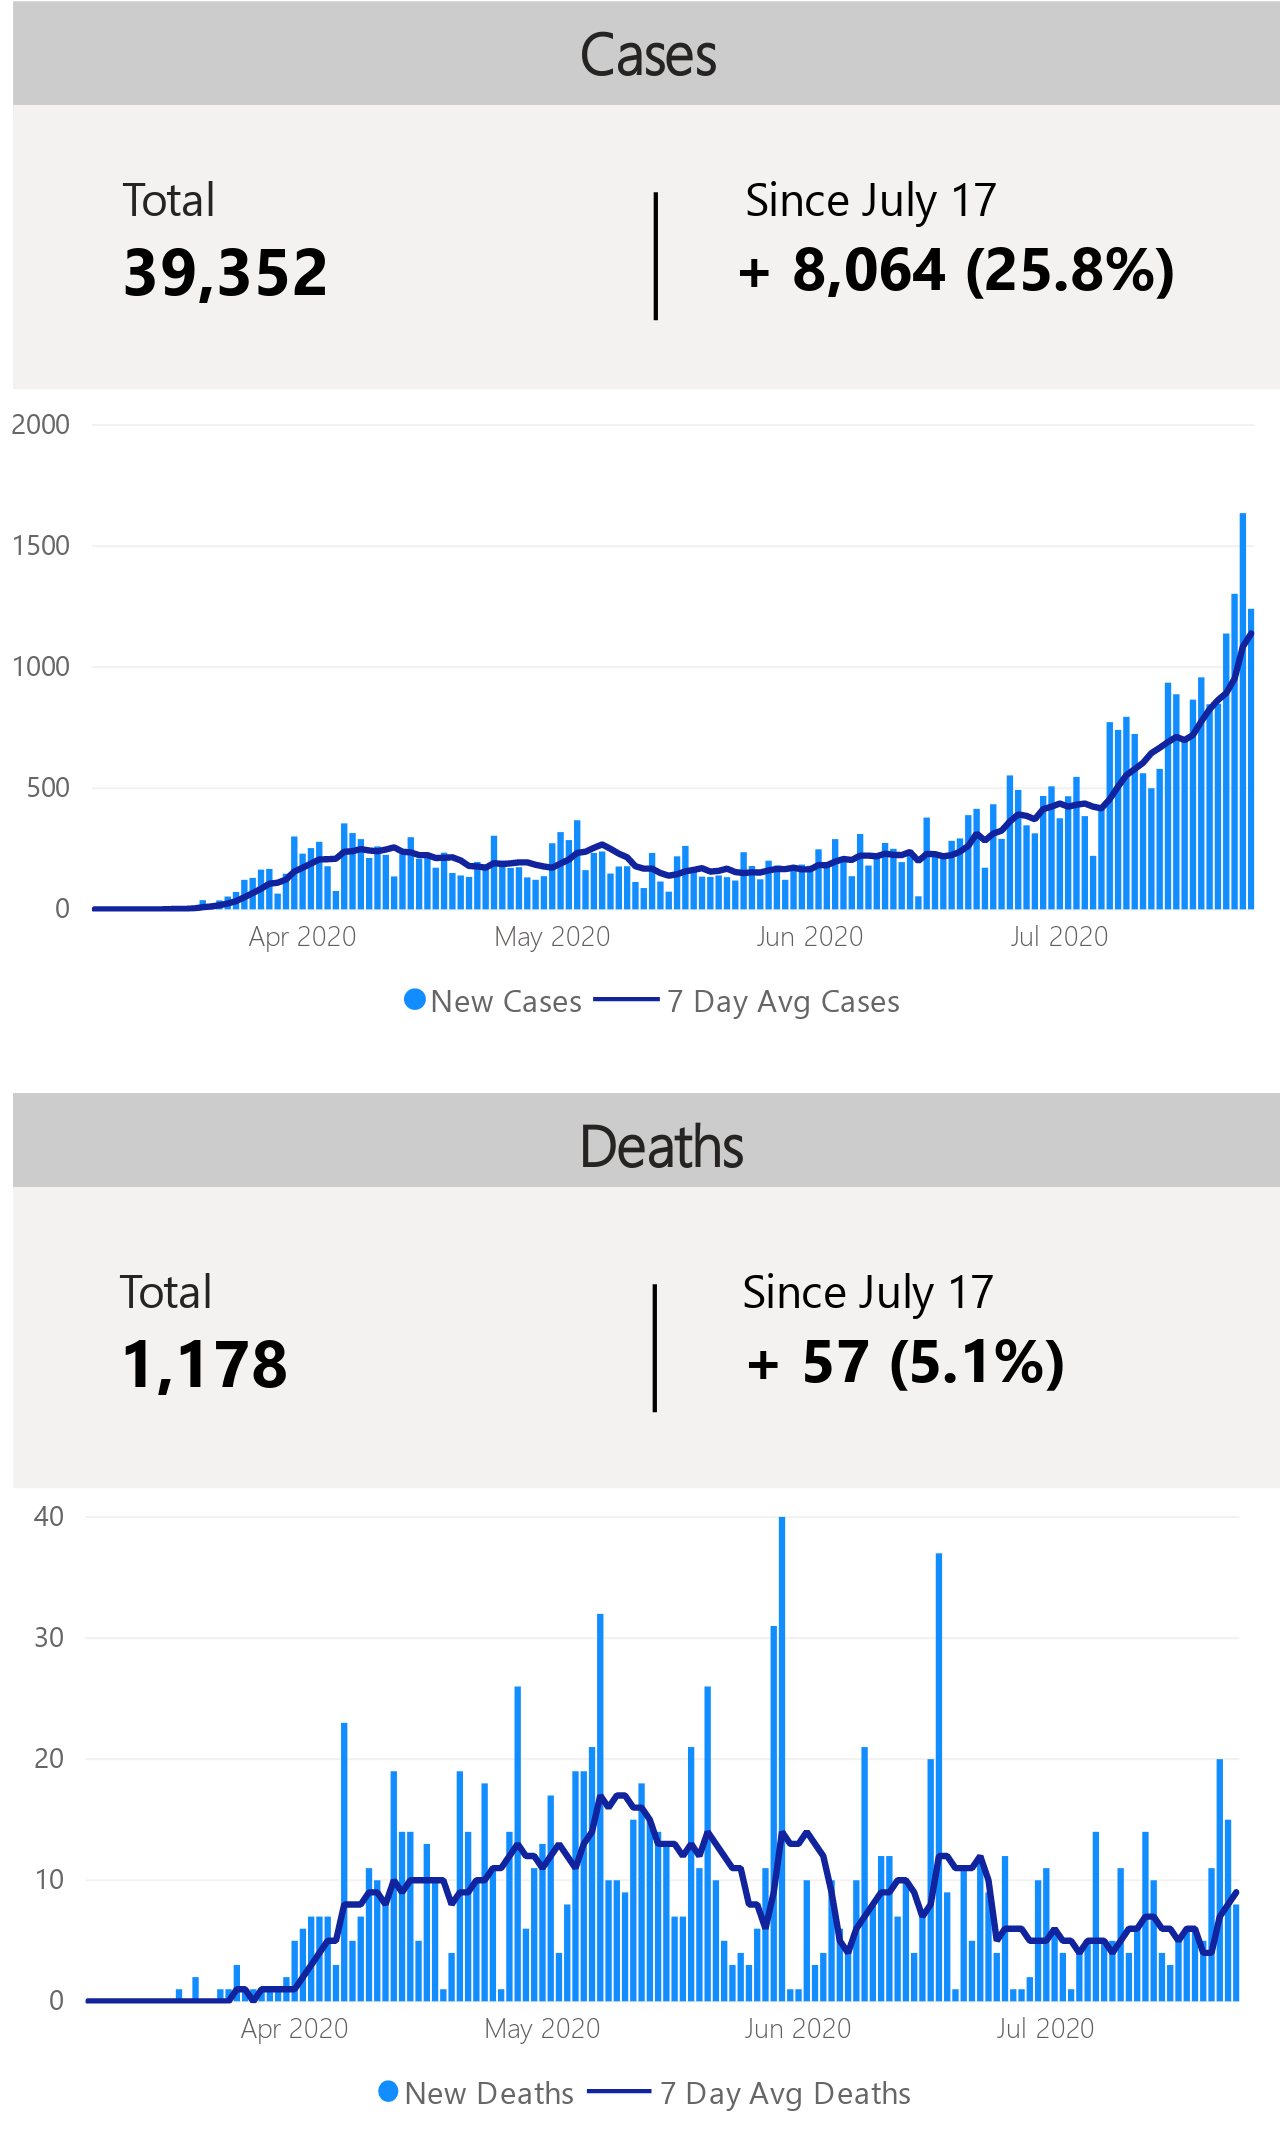 Cases
Total
Since July 17
39,352
+ 8,064 (25.8%)
2000
1500
1000
500
0
Apr 2020
May 2020
Jun 2020
Jul 2020
New Cases
7 Day Avg Cases
Deaths
Total
Since July 17
1,178
+ 57 (5.1%)
40
30
20
10
0
Apr 2020
May 2020
Jun 2020
Jul 2020
New Deaths
7 Day Avg Deaths